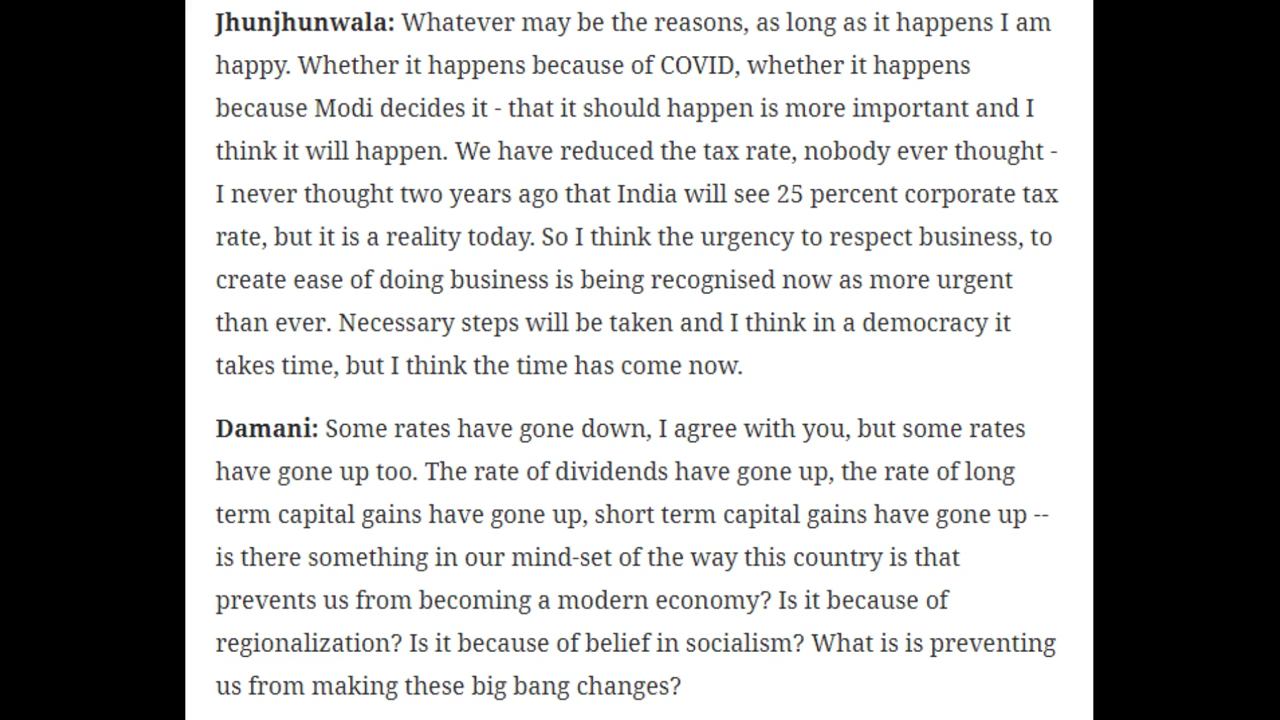 Jhunjhunwala: Whatever may be the reasons, as long as it happens I am
happy. Whether it happens because of COVID, whether it happens
because Modi decides it - that it should happen is more important and I
think it will happen. We have reduced the tax rate, nobody ever thought -
I never thought two years ago that India will see 25 percent corporate tax
rate, but it is a reality today. So I think the urgency to respect business, to
create ease of doing business is being recognised now as more urgent
than ever. Necessary steps will be taken and I think in a democracy it
takes time, but I think the time has come now.
Damani: Some rates have gone down, I agree with you, but some rates
have gone up too. The rate of dividends have gone up, the rate of long
term capital gains have gone up, short term capital gains have gone up --
is there something in our mind-set of the way this country is that
prevents us from becoming a modern economy? Is it because of
regionalization? Is it because of belief in socialism? What is is preventing
us from making these big bang changes?